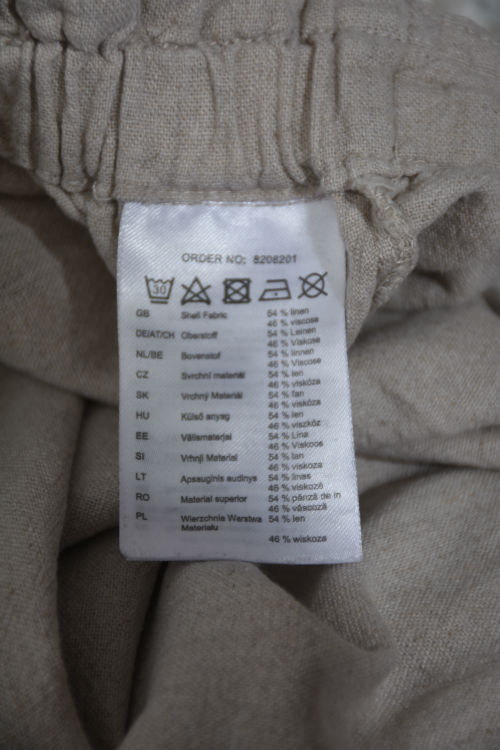 ORDER NO: 8208201
30
GB Shell Fabric 54 % linen
46 % viscose
DE/AT/CH Oberstoff 54 % Leinen
46 % Viskose
NL/BE Bovenstof 54 % linnen
46 % Viscose
CZ Svrchní materiál 54 % len
46 % viskóza
SK Vrchný Materiál 54 % ľan
46 % viskóza
HU Külső anyag 54 % len
46 % viszkóz
EE Välismaterjal 54 % Lina
46 % Viskoos
SI Vrhnji Material 54 % lan
46 % viskoza
LT Apsauginis audinys 54 % linas
46 % viskozė
RO Material superior 54 % pânză de in
46 % vâscoză
PL Wierzchnia Warstwa 54 % len
Materiału
46 % wiskoza